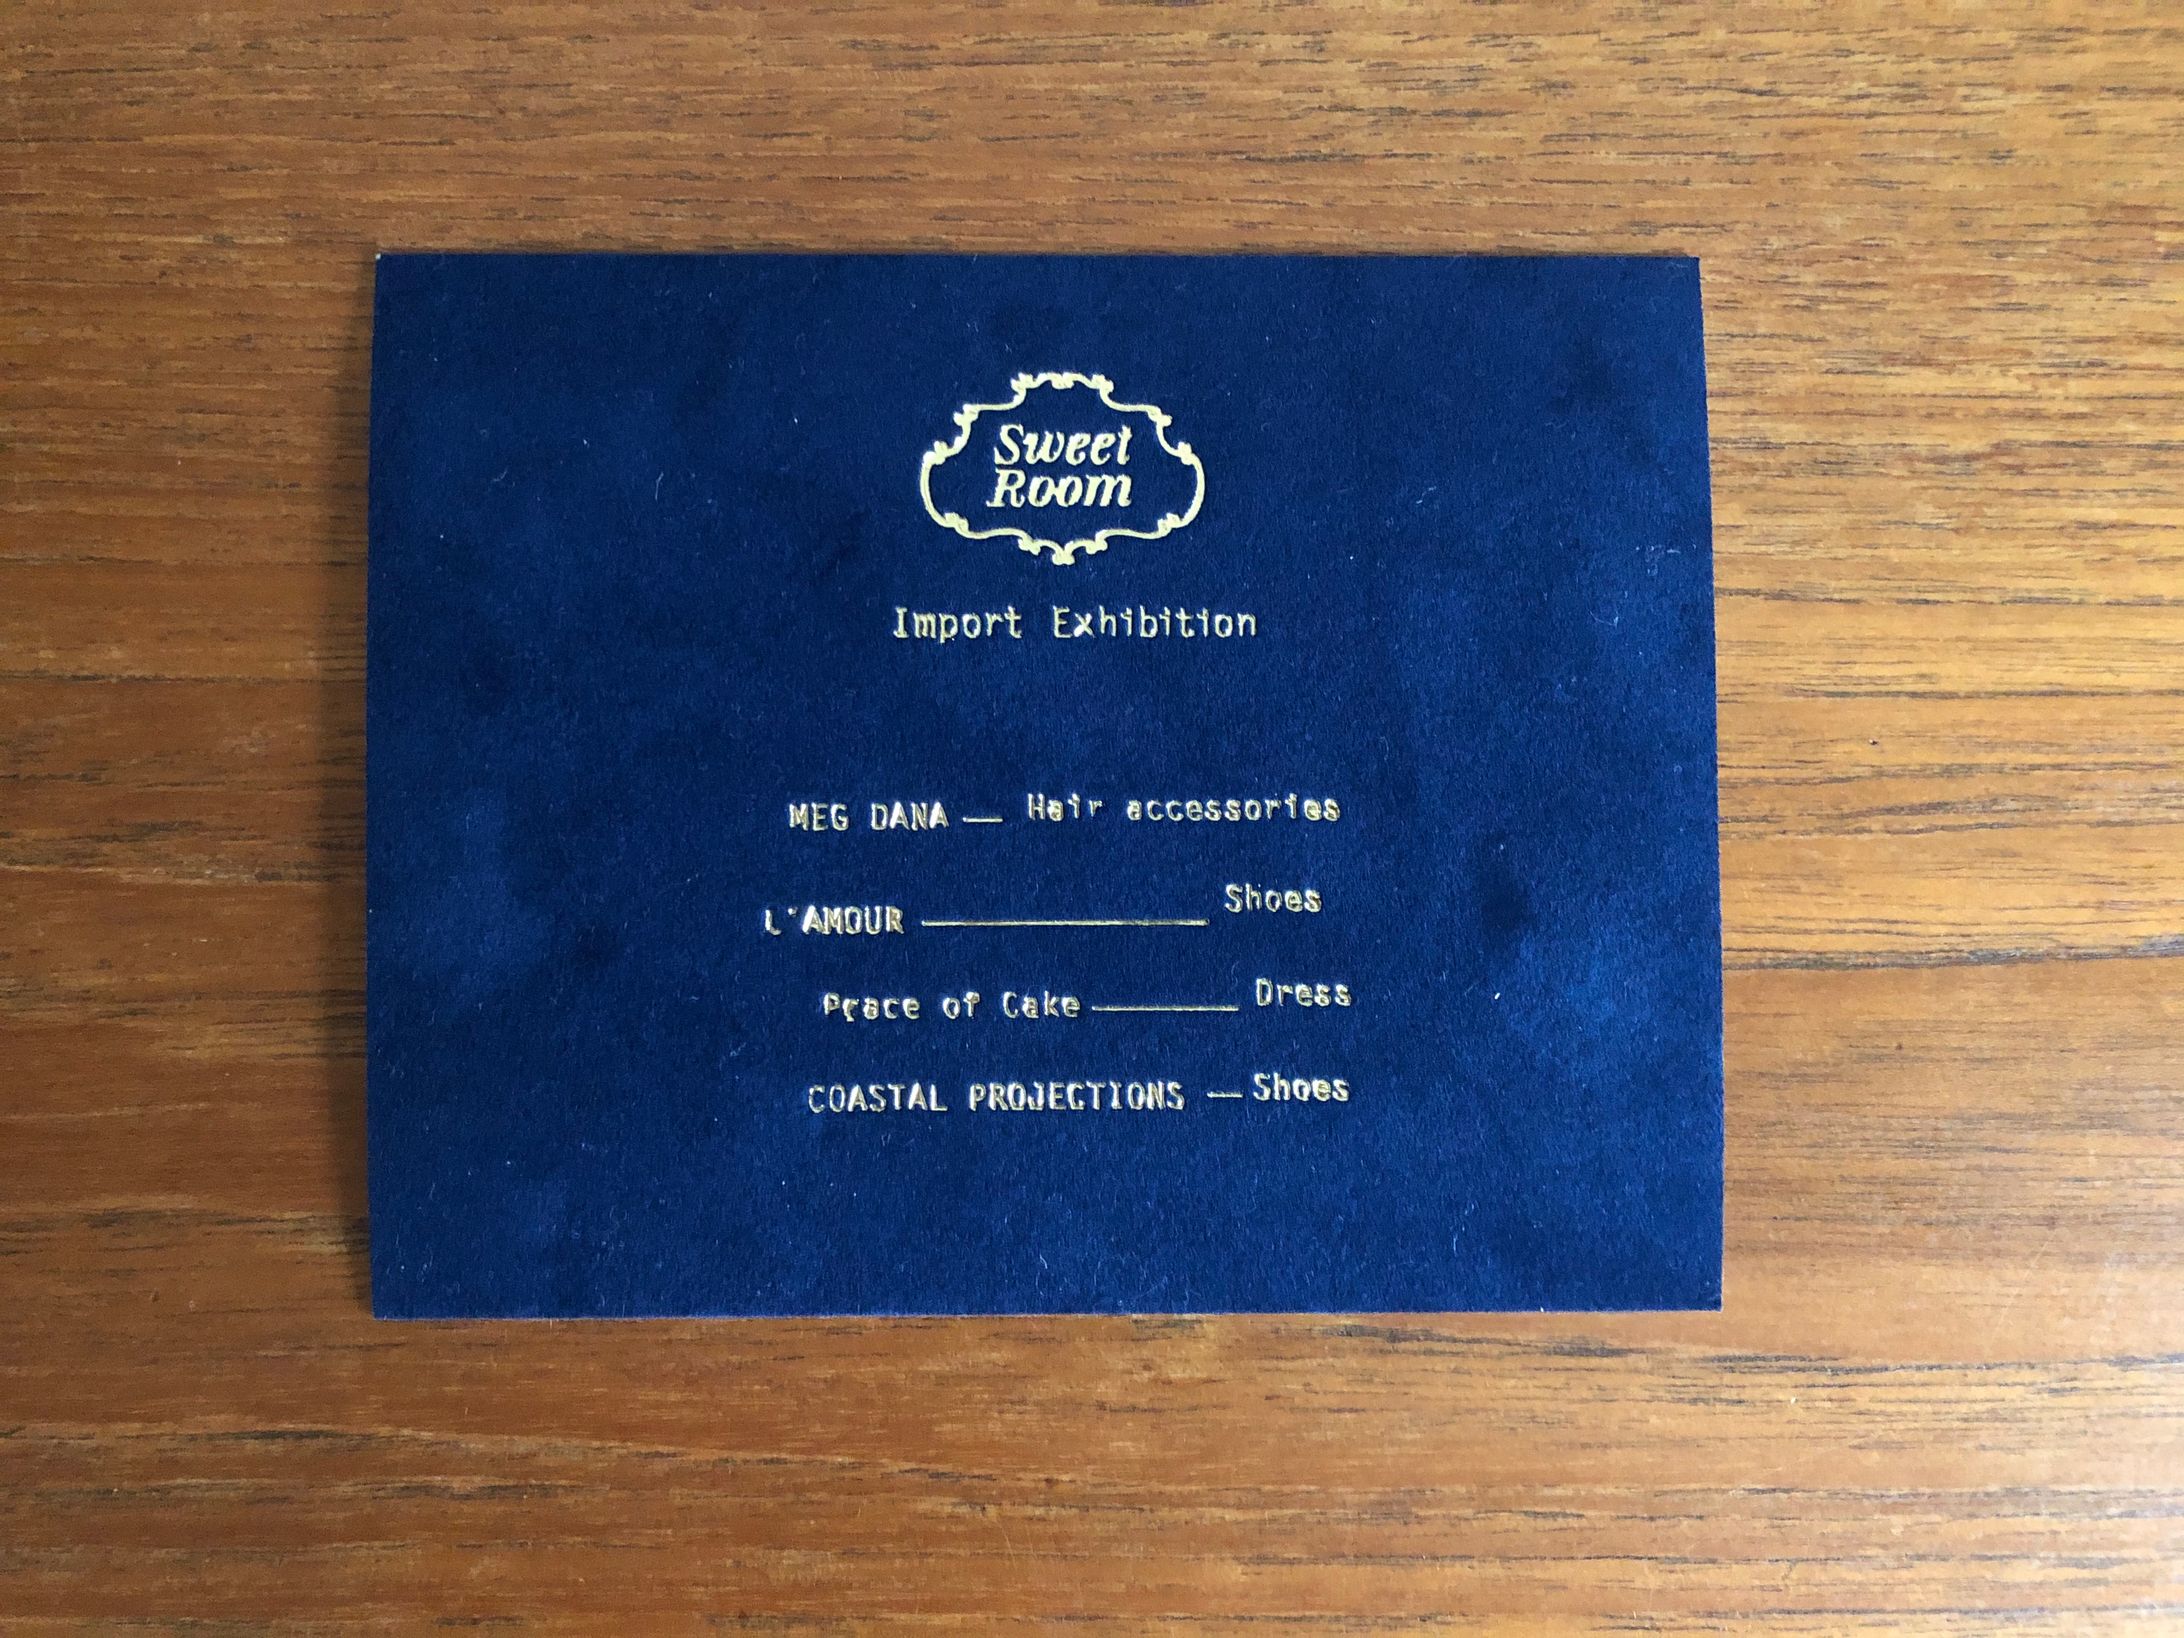 Sweet
Room
Import Exhibition
MEG DANA — Hair accessories
L'AMOUR — Shoes
Peace of Cake — Dress
COASTAL PROJECTIONS — Shoes